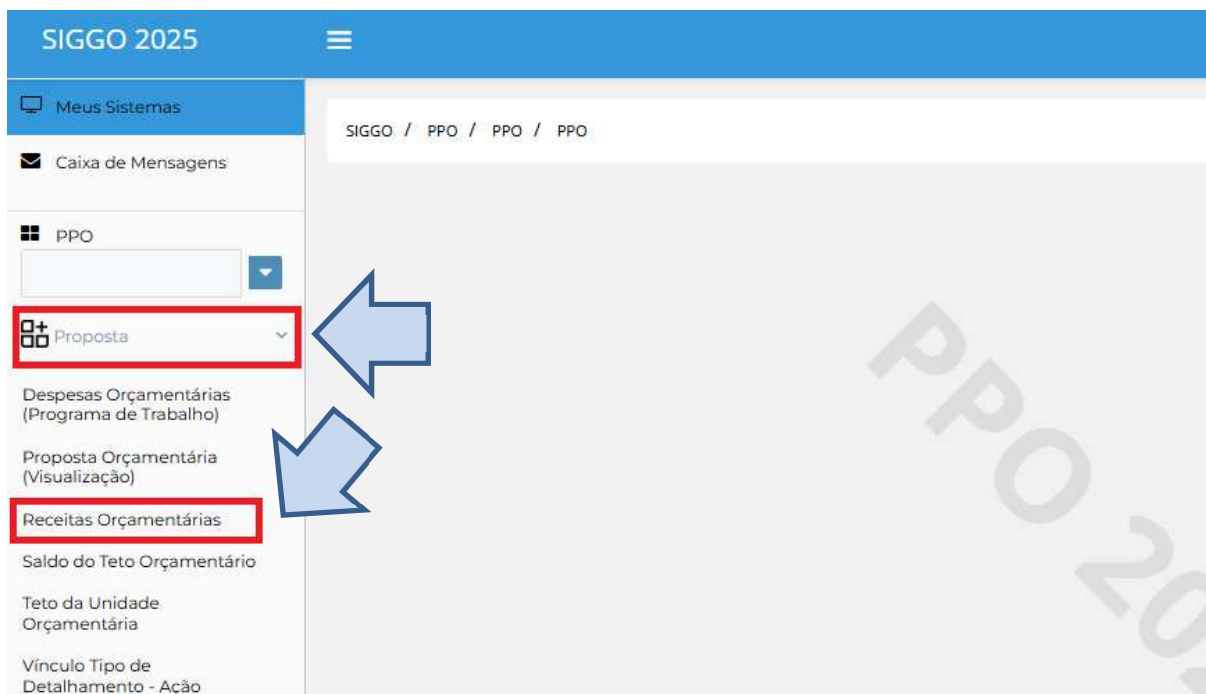 SIGGO 2025
Meus Sistemas
SIGGO / PPO / PPO / PPO
Caixa de Mensagens
PPO
Proposta
Despesas Orçamentárias
(Programa de Trabalho)
Proposta Orçamentária
(Visualização)
Receitas Orçamentárias
Saldo do Teto Orçamentário
Teto da Unidade
Orçamentária
Vínculo Tipo de
Detalhamento - Ação
PPO